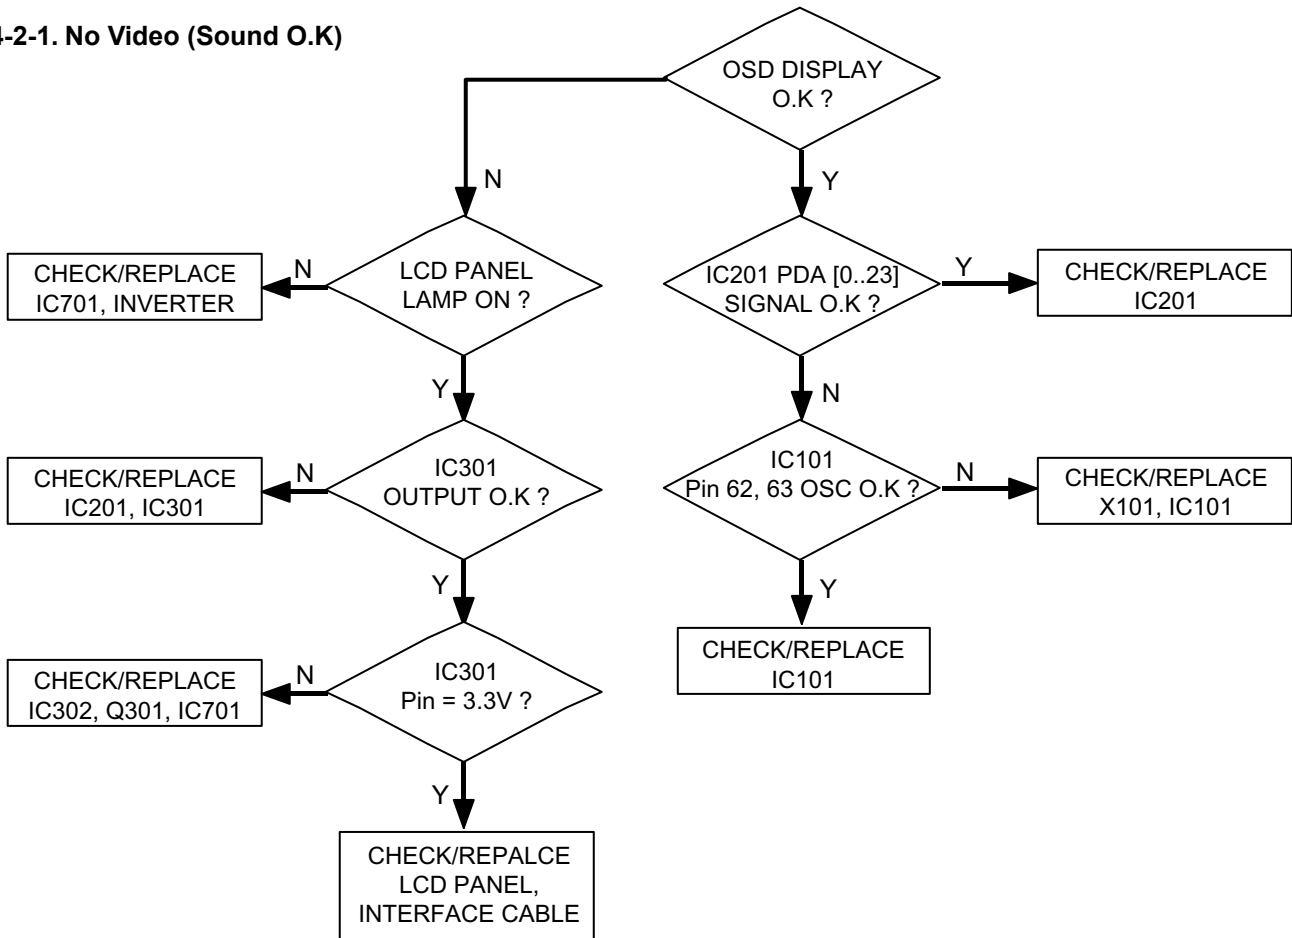 4-2-1. No Video (Sound O.K)
OSD DISPLAY
O.K ?
N
Y
LCD PANEL
LAMP ON ?
N
CHECK/REPLACE
IC701, INVERTER
Y
IC201 PDA [0..23]
SIGNAL O.K ?
Y
CHECK/REPLACE
IC201
N
IC301
OUTPUT O.K ?
N
CHECK/REPLACE
IC201, IC301
Y
IC101
Pin 62, 63 OSC O.K ?
N
CHECK/REPLACE
X101, IC101
Y
CHECK/REPLACE
IC101
IC301
Pin = 3.3V ?
N
CHECK/REPLACE
IC302, Q301, IC701
Y
CHECK/REPALCE
LCD PANEL,
INTERFACE CABLE